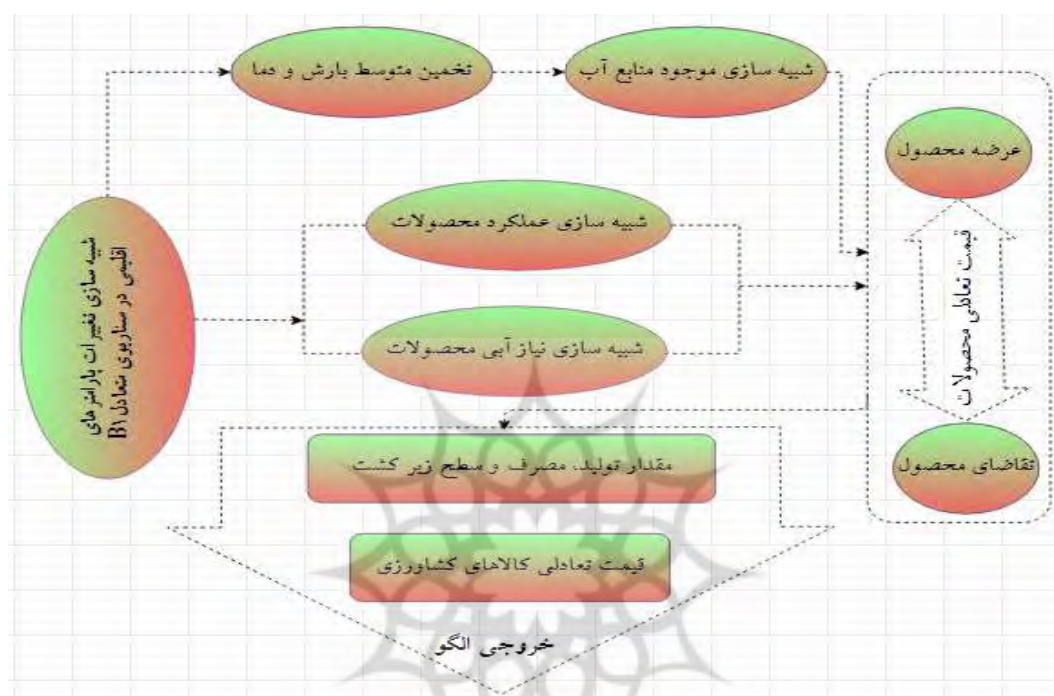 تخمین متوسط بارش و دما
شبیه سازی موجود منابع آب
عرضه محصول
شبیه سازی عملکرد محصولات
شبیه سازی تغییرات پارامترهای
اقلیمی در سناریوی متعادل B۱
قیمت تعادلی محصولات
شبیه سازی نیاز آبی محصولات
تقاضای محصول
مقدار تولید، مصرف و سطح زیر کشت
قیمت تعادلی کالاهای کشاورزی
خروجی الگو